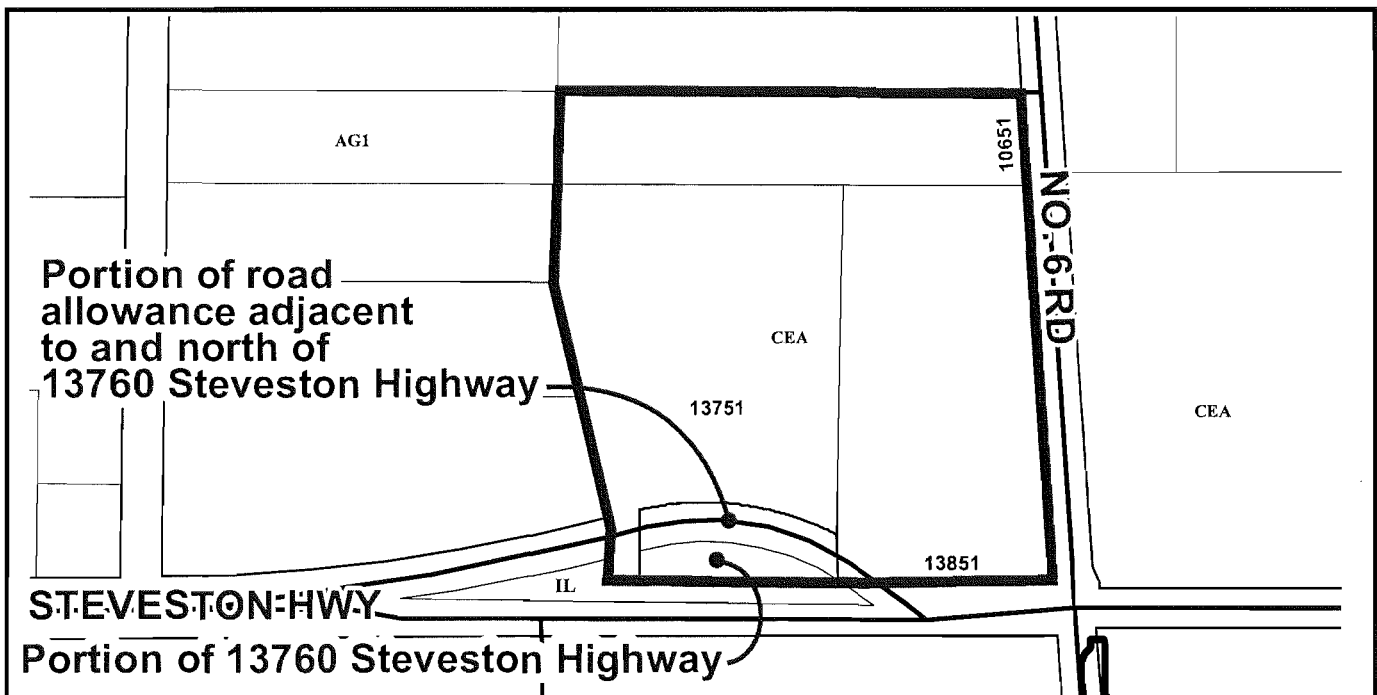 AG1
10651
NO. 6 RD
Portion of road
allowance adjacent
to and north of
13760 Steveston Highway
CEA
13751
CEA
13851
IL
STEVESTON HWY
Portion of 13760 Steveston Highway